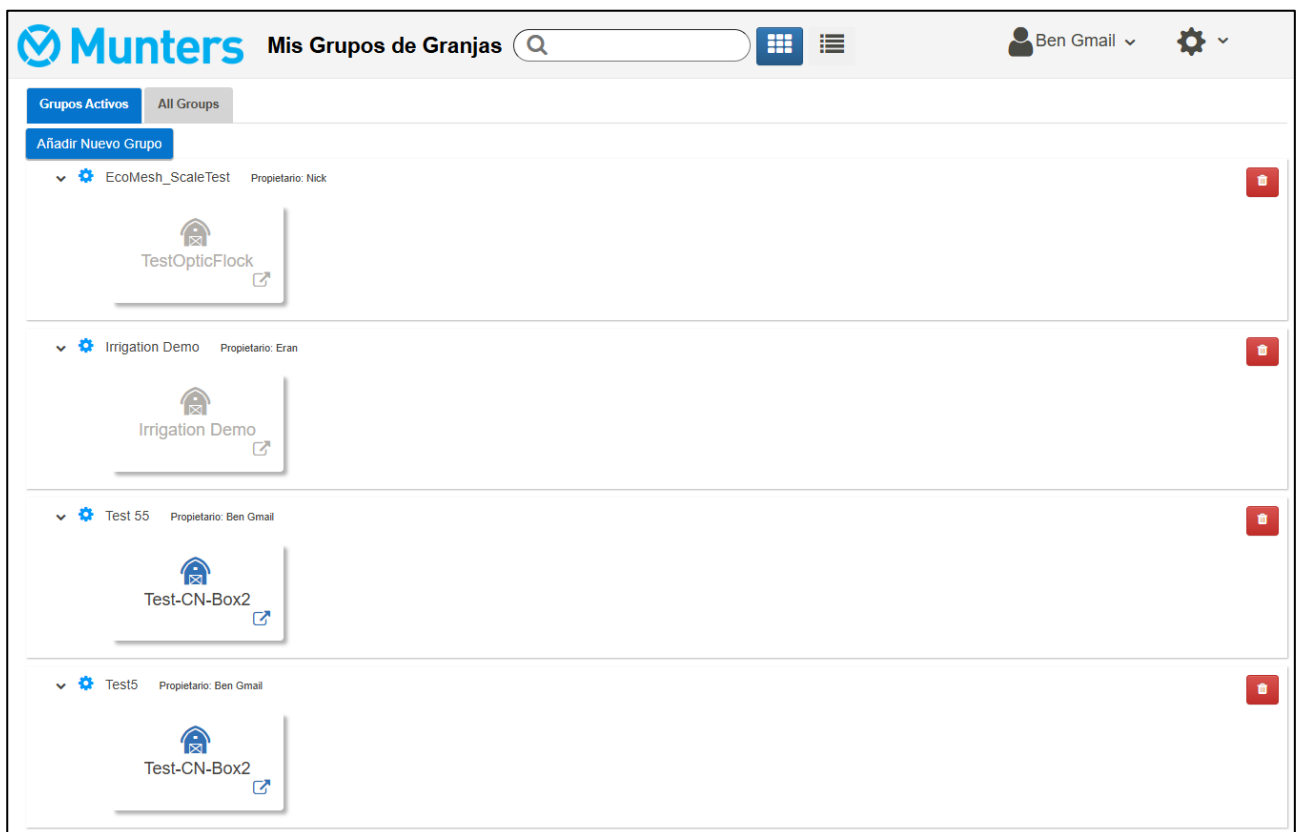 Munters Mis Grupos de Granjas Ben Gmail
Grupos Activos All Groups
Añadir Nuevo Grupo
EcoMesh_ScaleTest Propietario: Nick
TestOpticFlock
Irrigation Demo Propietario: Eran
Irrigation Demo
Test 55 Propietario: Ben Gmail
Test-CN-Box2
Test5 Propietario: Ben Gmail
Test-CN-Box2